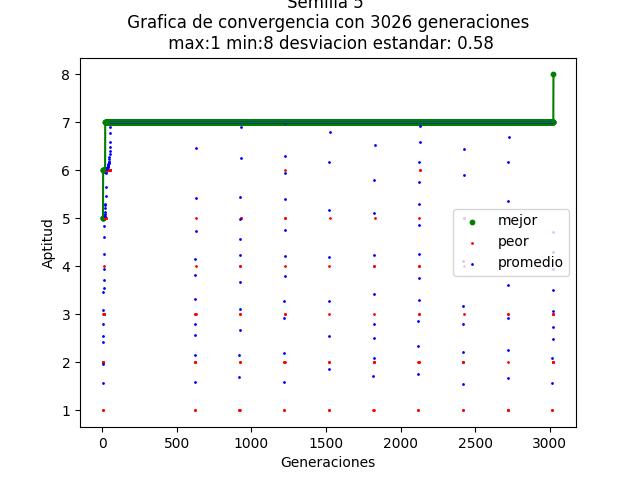 Semilla 5
Grafica de convergencia con 3026 generaciones
max:1 min:8 desviacion estandar: 0.58
8
7
6
5
4
3
2
1
Aptitud
mejor
peor
promedio
0
500
1000
1500
2000
2500
3000
Generaciones